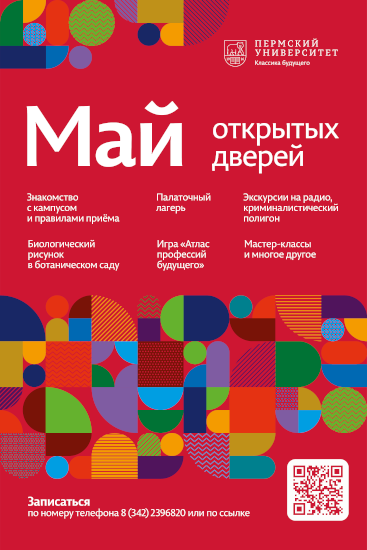 ПЕРМСКИЙ
УНИВЕРСИТЕТ
Классика будущего
Май
открытых
дверей
Знакомство
с кампусом
и правилами приёма
Палаточный
лагерь
Экскурсии на радио,
криминалистический
полигон
Биологический
рисунок
в ботаническом саду
Игра «Атлас
профессий
будущего»
Мастер-классы
и многое другое
Записаться
по номеру телефона 8 (342) 2396820 или по ссылке